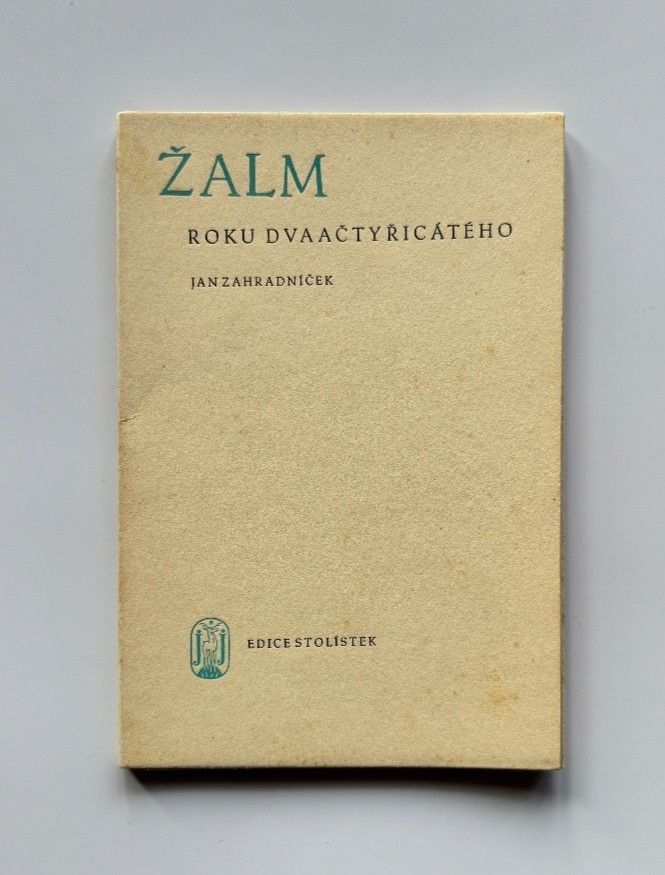 ŽALM
ROKU DVAAČTYŘICÁTÉHO
JAN ZAHRADNÍČEK
J J
EDICE STOLÍSTEK